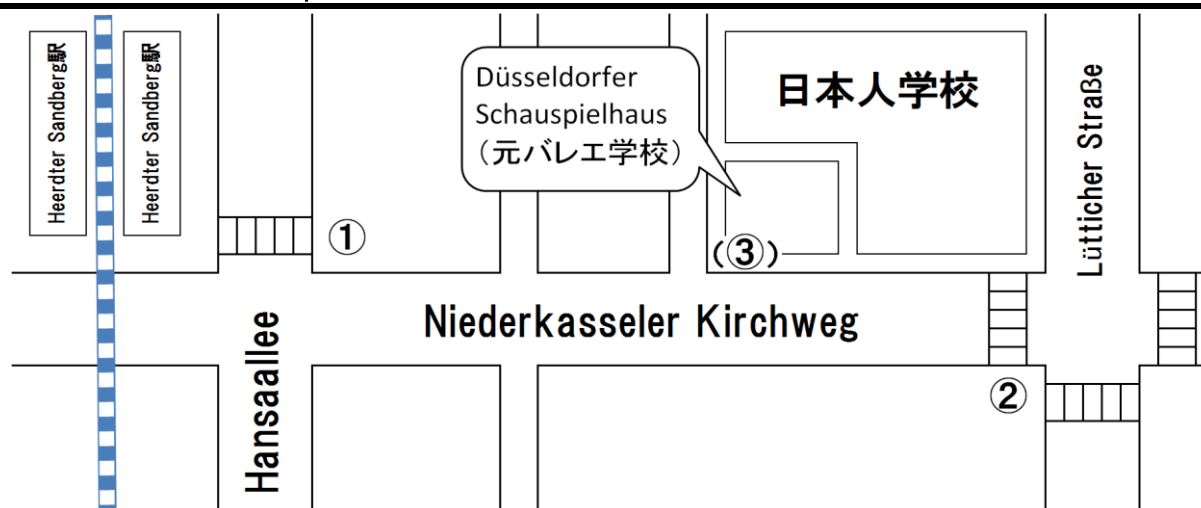 Heerdter Sandberg駅
Heerdter Sandberg駅
Düsseldorfer
Schauspielhaus
（元バレエ学校）
日本人学校
Lütticher Straße
①
(③)
Niederkasseler Kirchweg
Hansaallee
②